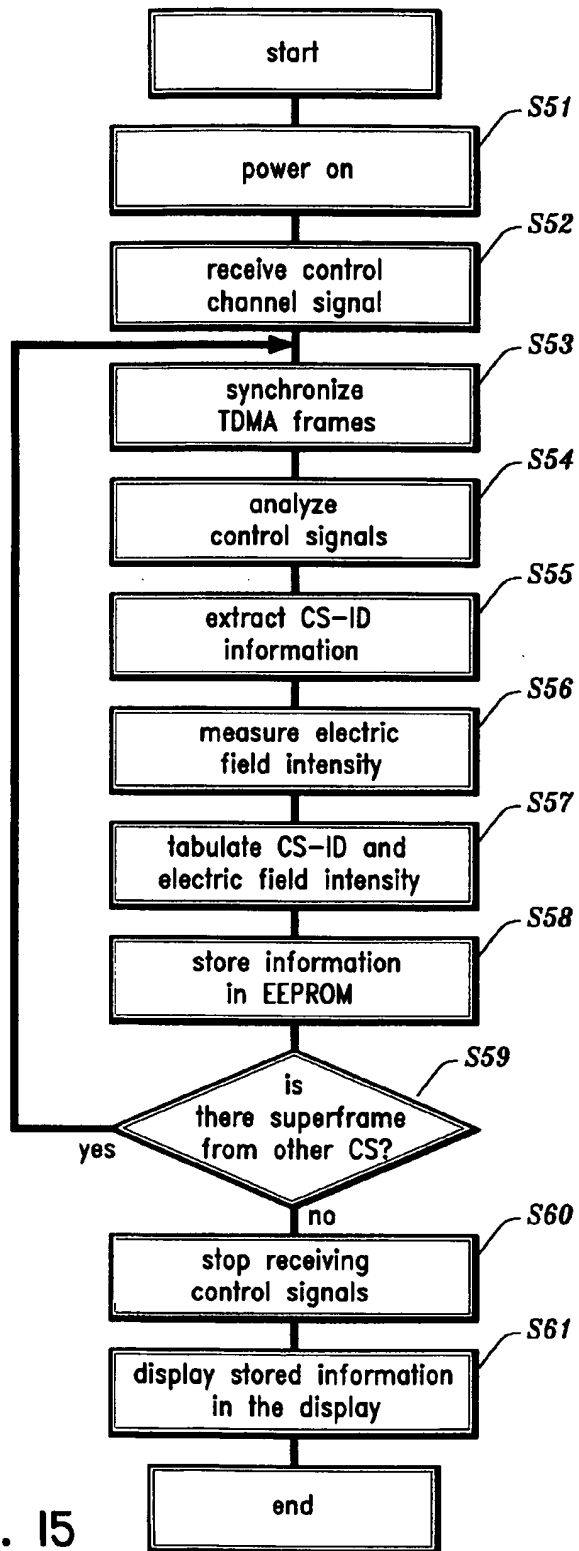 start
S51
power on
S52
receive control
channel signal
S53
synchronize
TDMA frames
S54
analyze
control signals
S55
extract CS-ID
information
S56
measure electric
field intensity
S57
tabulate CS-ID and
electric field intensity
S58
store information
in EEPROM
S59
is
there superframe
from other CS?
yes
no
S60
stop receiving
control signals
S61
display stored information
in the display
end
. 15